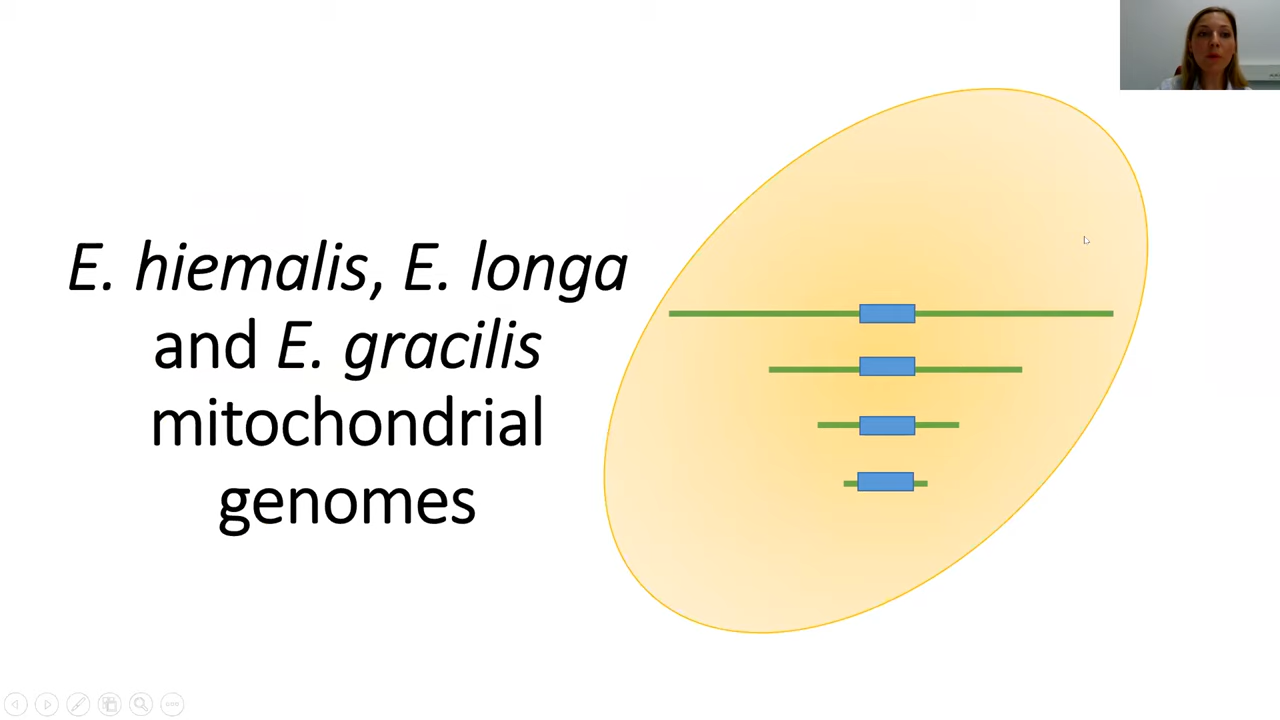 E. hiemalis, E. longa
and E. gracilis
mitochondrial
genomes